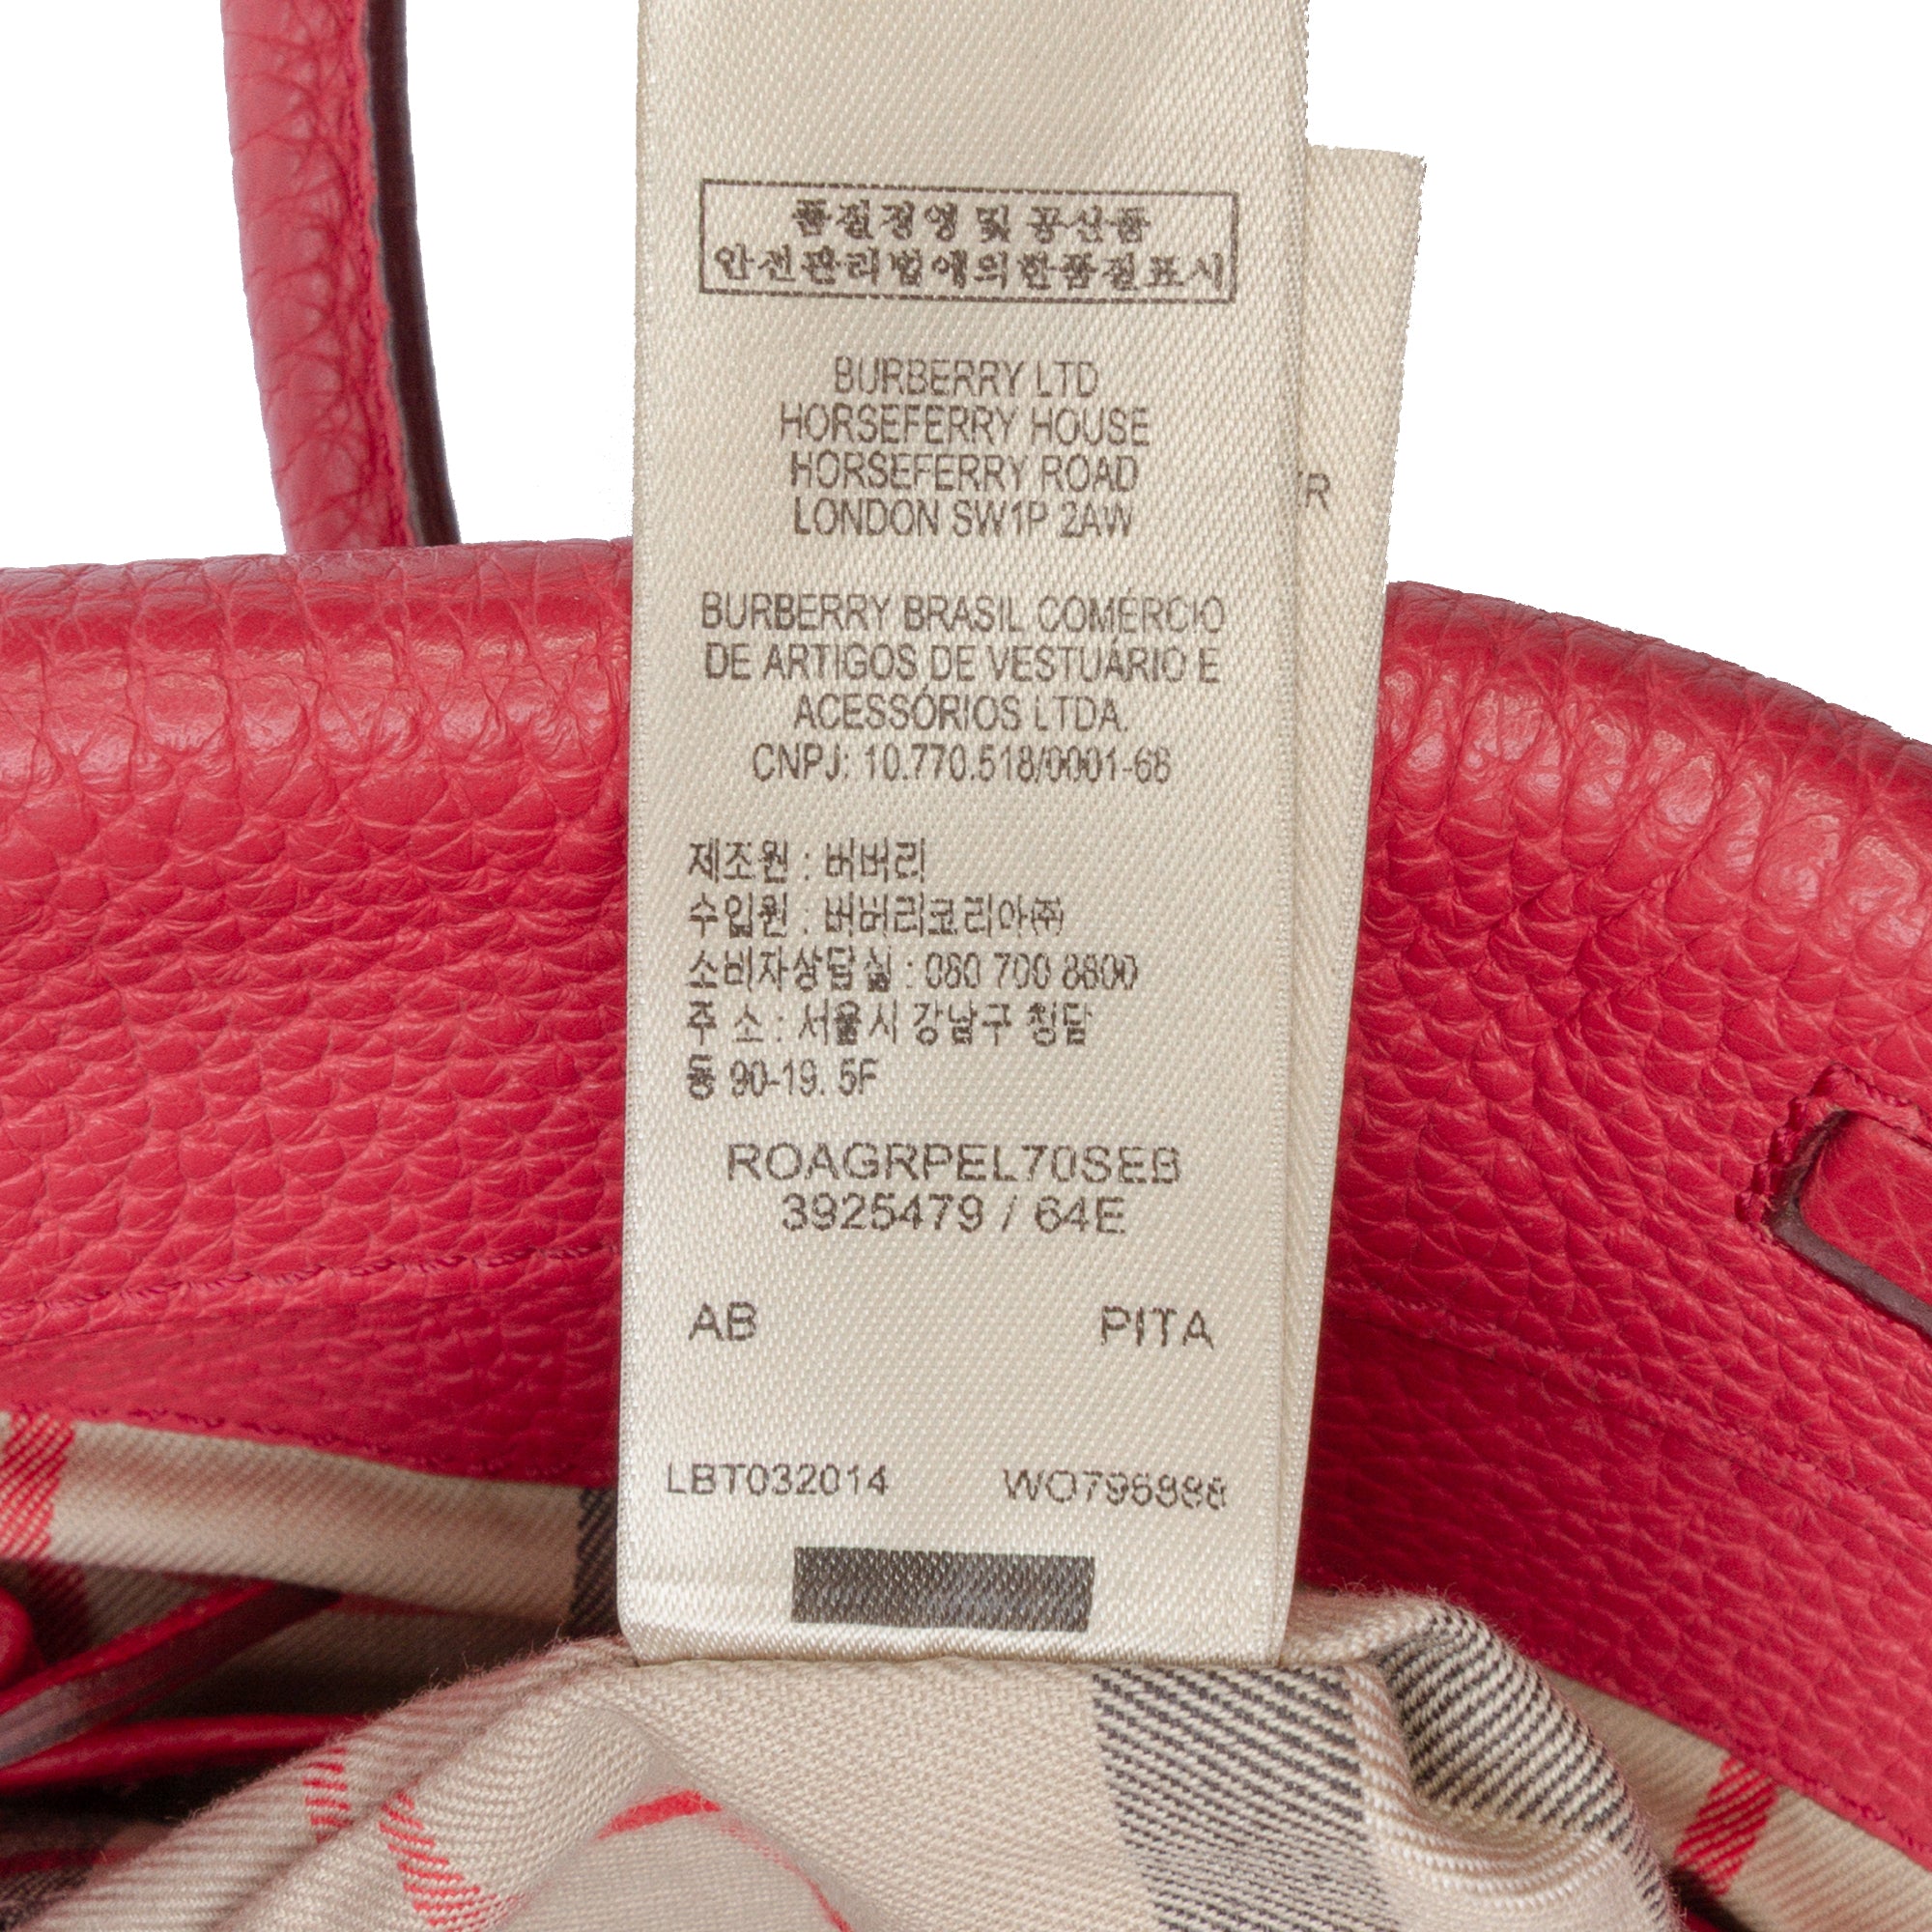 품질경영 및 공산품
안전관리법에의한품질표시
BURBERRY LTD
HORSEFERRY HOUSE
HORSEFERRY ROAD
LONDON SW1P 2AW
BURBERRY BRASIL COMÉRCIO
DE ARTIGOS DE VESTUÁRIO E
ACESSÓRIOS LTDA.
CNPJ: 10.770.518/0001-66
제조원 : 버버리
수입원 : 버버리코리아㈜
소비자상담실 : 080 700 8800
주 소 : 서울시 강남구 청담
동 90-19. 5F
ROAGRPEL70SEB
3925479 / 64E
AB PITA
LBT032014 WO796888